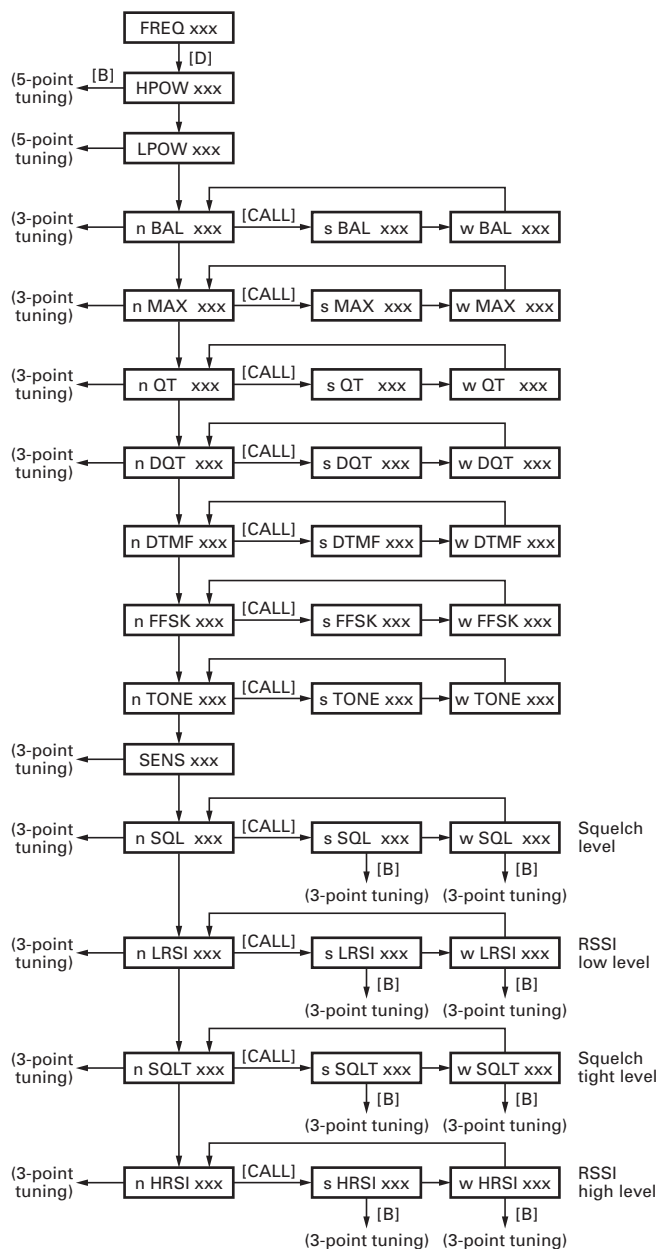 FREQ xxx
[D]
(5-point
tuning)
[B]
HPOW xxx
(5-point
tuning)
LPOW xxx
(3-point
tuning)
n BAL xxx
[CALL]
s BAL xxx
w BAL xxx
(3-point
tuning)
n MAX xxx
[CALL]
s MAX xxx
w MAX xxx
(3-point
tuning)
n QT xxx
[CALL]
s QT xxx
w QT xxx
(3-point
tuning)
n DQT xxx
[CALL]
s DQT xxx
w DQT xxx
n DTMF xxx
[CALL]
s DTMF xxx
w DTMF xxx
n FFSK xxx
[CALL]
s FFSK xxx
w FFSK xxx
n TONE xxx
[CALL]
s TONE xxx
w TONE xxx
(3-point
tuning)
SENS xxx
(3-point
tuning)
n SQL xxx
[CALL]
s SQL xxx
w SQL xxx
Squelch
level
[B]
[B]
(3-point tuning)
(3-point tuning)
(3-point
tuning)
n LRSI xxx
[CALL]
s LRSI xxx
w LRSI xxx
RSSI
low level
[B]
[B]
(3-point tuning)
(3-point tuning)
(3-point
tuning)
n SQLT xxx
[CALL]
s SQLT xxx
w SQLT xxx
Squelch
tight level
[B]
[B]
(3-point tuning)
(3-point tuning)
(3-point
tuning)
n HRSI xxx
[CALL]
s HRSI xxx
w HRSI xxx
RSSI
high level
[B]
[B]
(3-point tuning)
(3-point tuning)